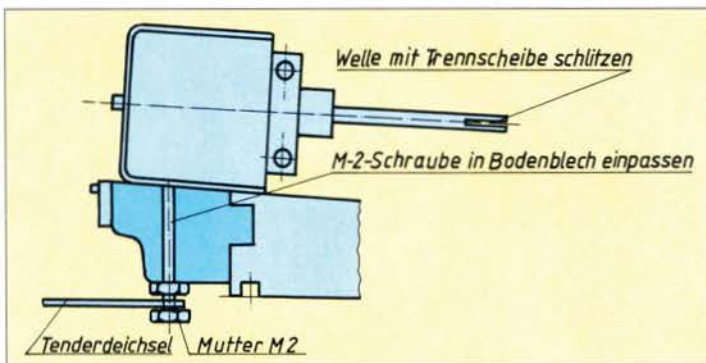 Welle mit Trennscheibe schlitzen
M-2-Schraube in Bodenblech einpassen
Tenderdeichsel
Mutter M2